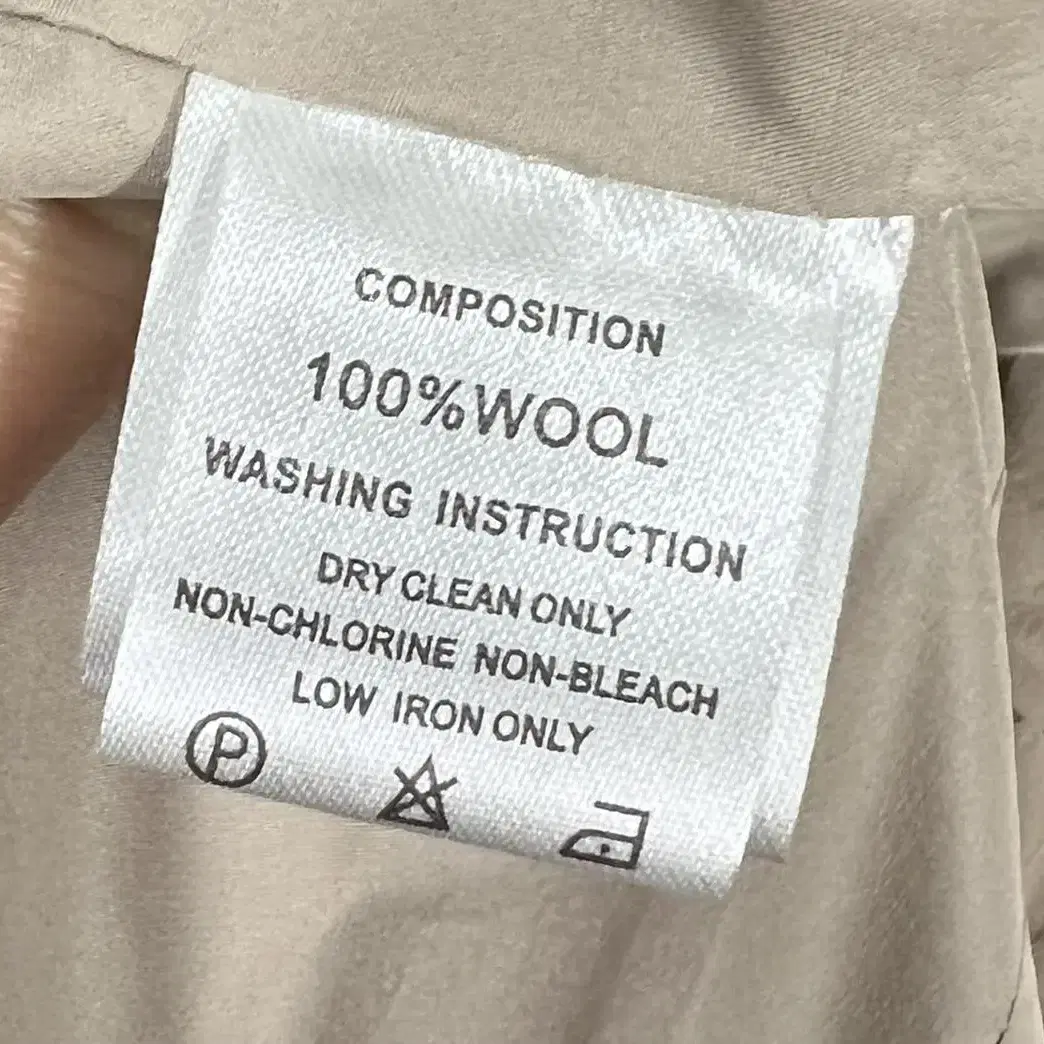 COMPOSITION
100%WOOL
WASHING INSTRUCTION
DRY CLEAN ONLY
NON-CHLORINE NON-BLEACH
LOW IRON ONLY
P